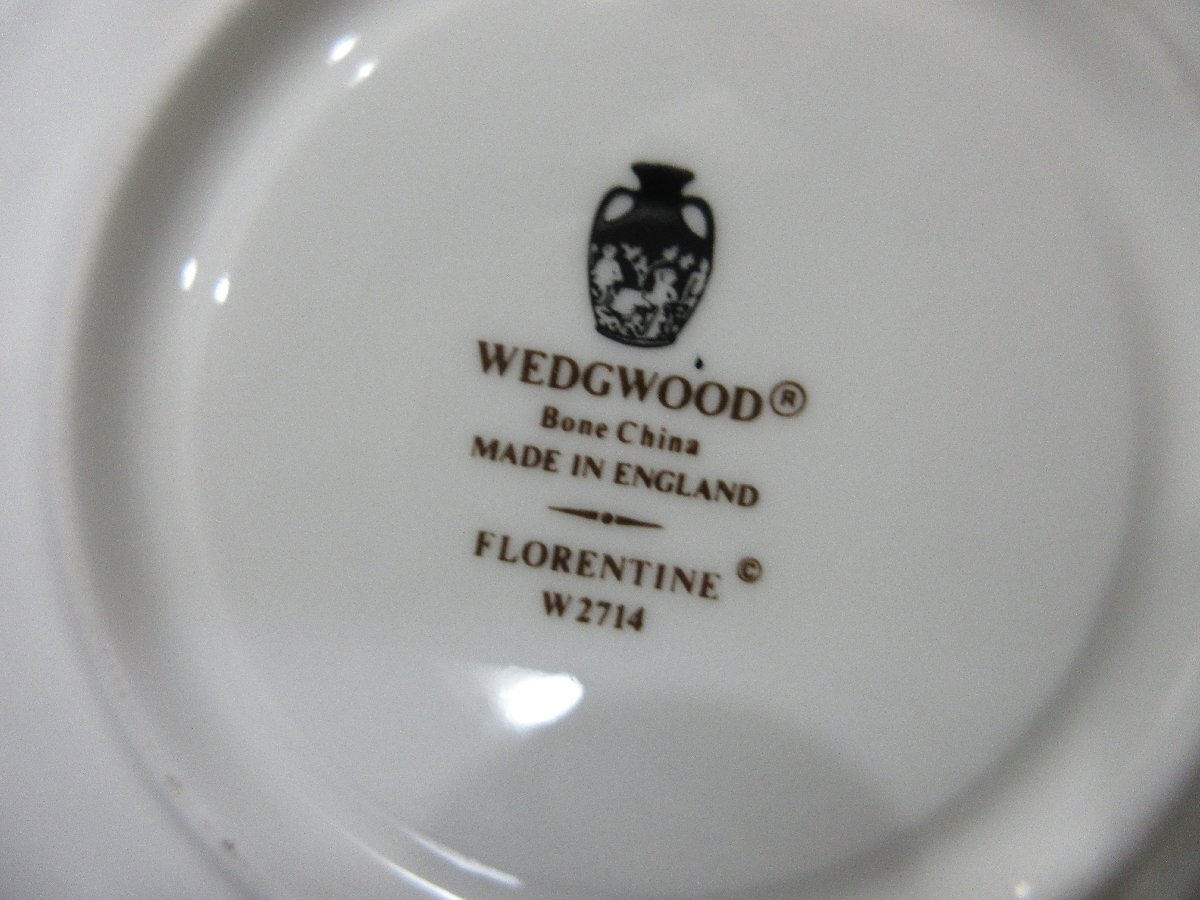 WEDGWOOD®
Bone China
MADE IN ENGLAND
FLORENTINE ©
W2714